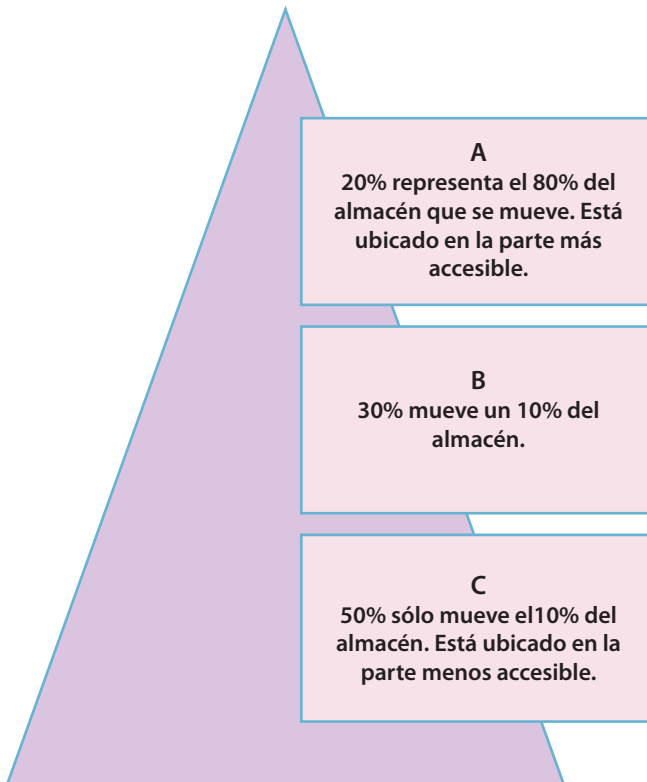 A
20% representa el 80% del
almacén que se mueve. Está
ubicado en la parte más
accesible.
B
30% mueve un 10% del
almacén.
C
50% sólo mueve el10% del
almacén. Está ubicado en la
parte menos accesible.